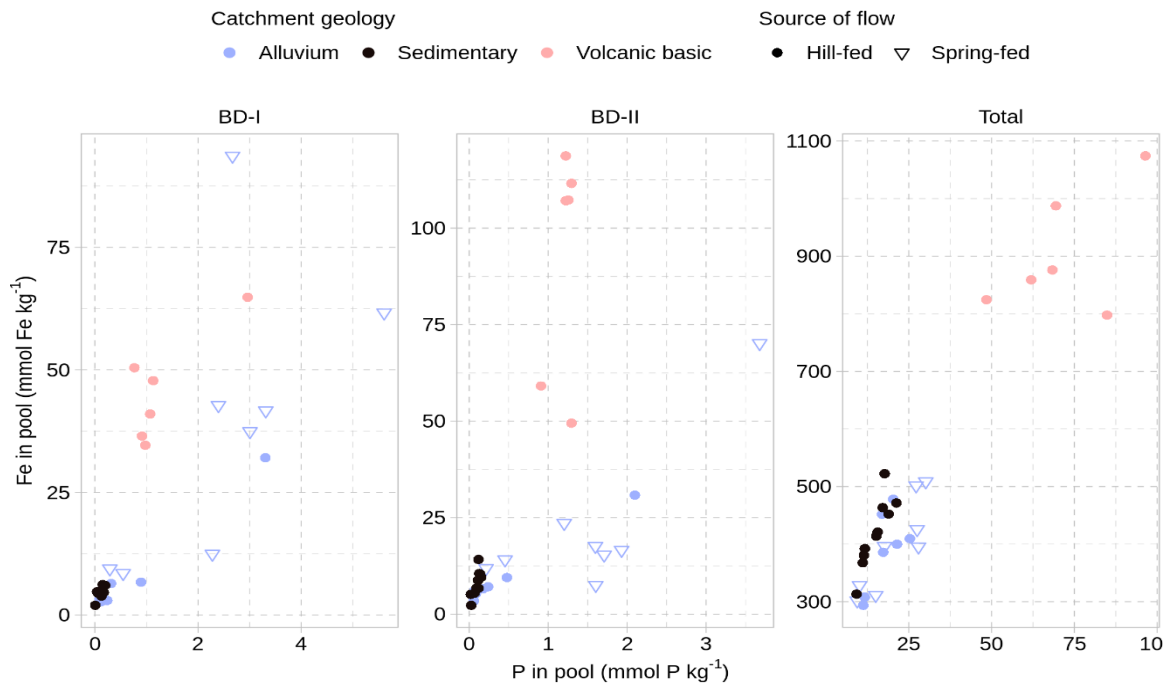 Catchment geology Source of flow
Alluvium Sedimentary Volcanic basic Hill-fed Spring-fed
BD-I BD-II Total
Fe in pool (mmol Fe kg⁻¹)
75
50
25
0
0 2 4
100
75
50
25
0
0 1 2 3
1100
900
700
500
300
25 50 75 10
P in pool (mmol P kg⁻¹)